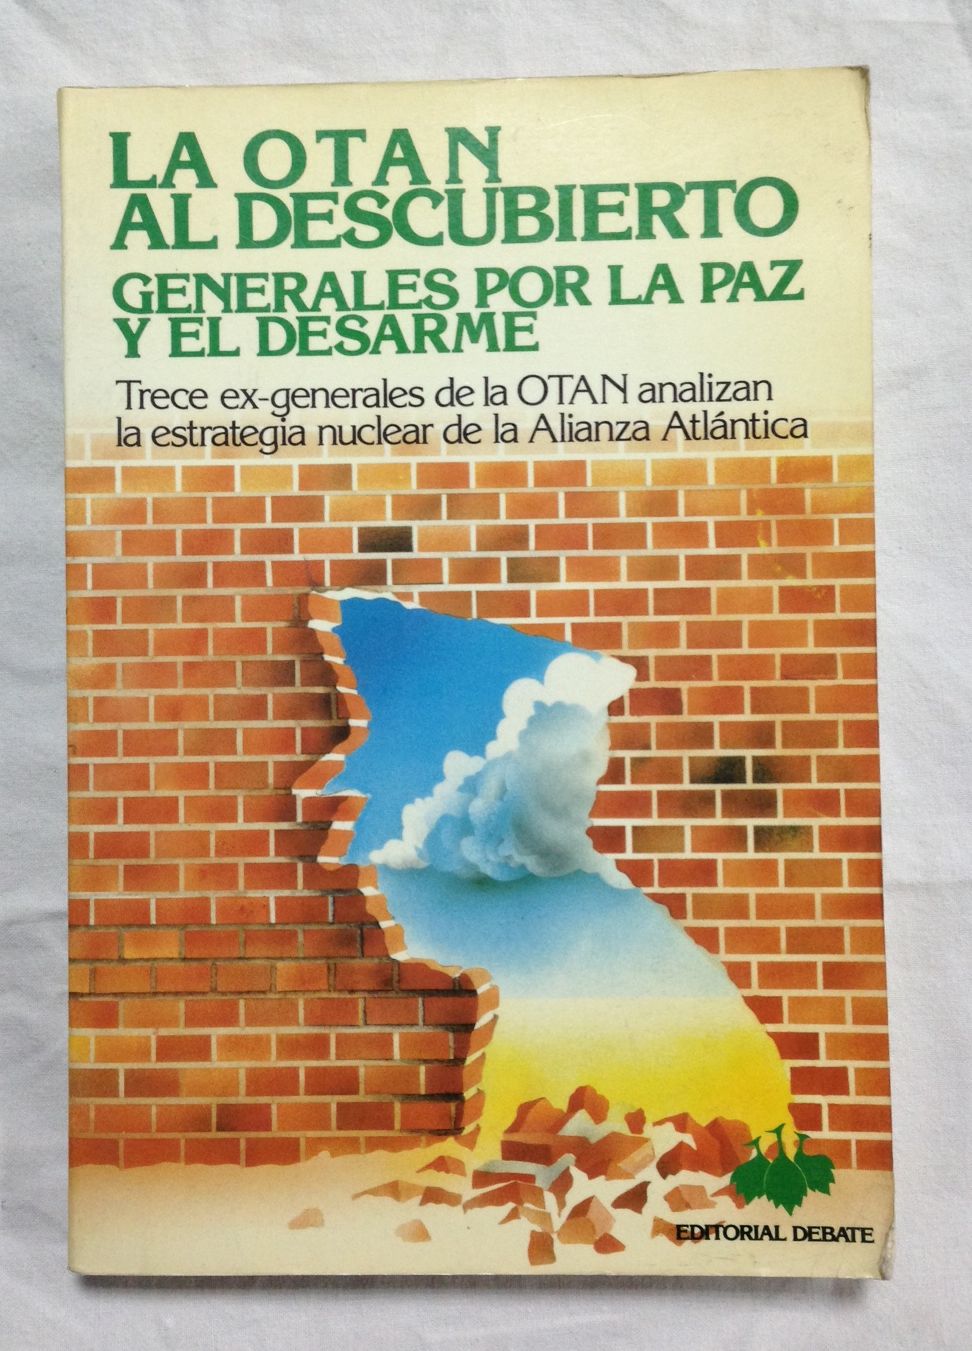 LA OTAN
AL DESCUBIERTO
GENERALES POR LA PAZ
Y EL DESARME
Trece ex-generales de la OTAN analizan
la estrategia nuclear de la Alianza Atlántica
EDITORIAL DEBATE